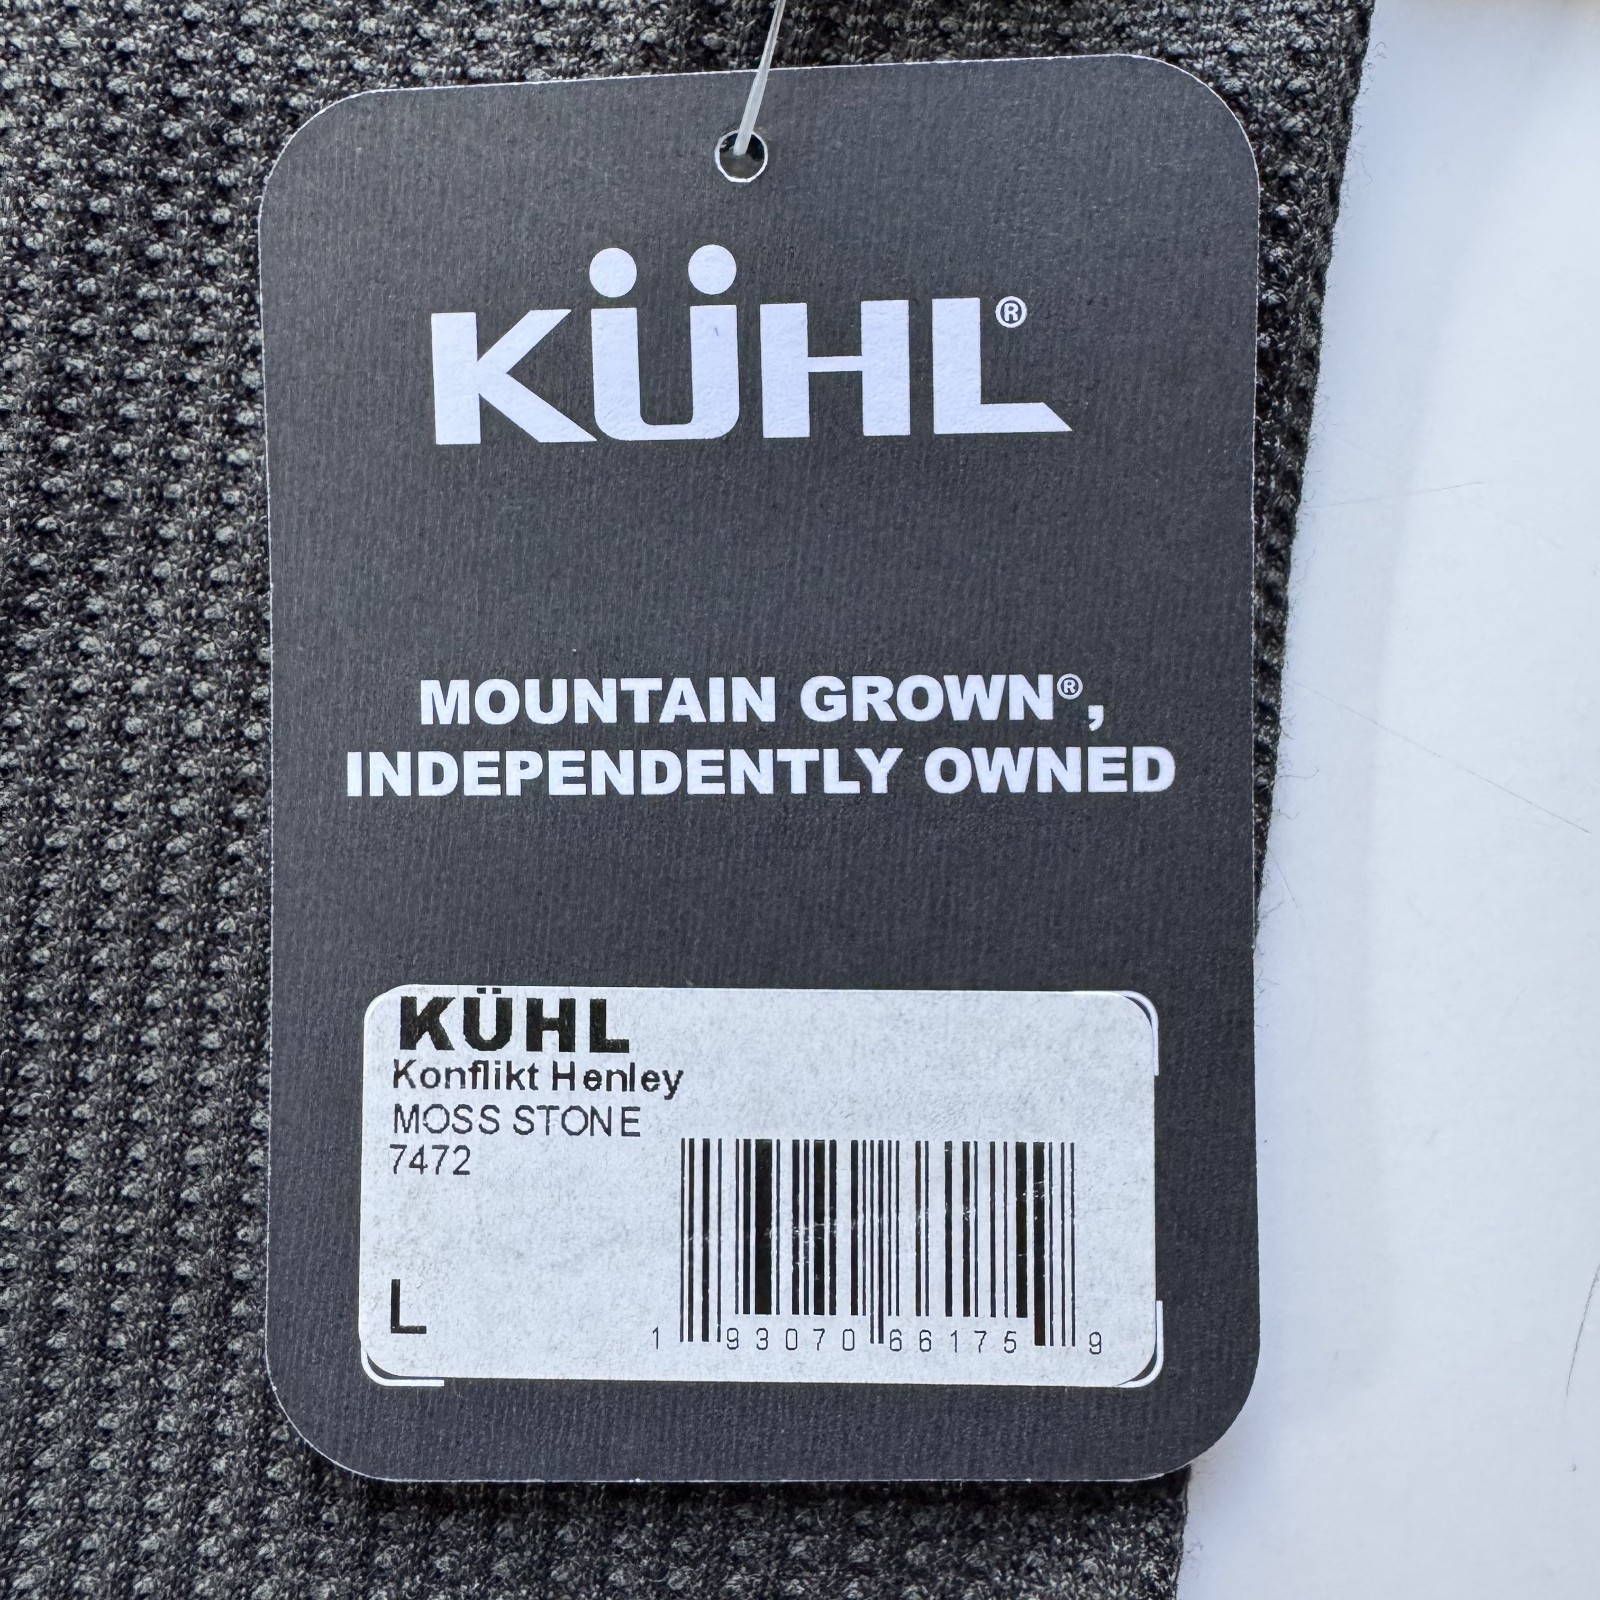 KÜHL®
MOUNTAIN GROWN®,
INDEPENDENTLY OWNED
KÜHL
Konflikt Henley
MOSS STONE
7472
L
1 93070 66175 9